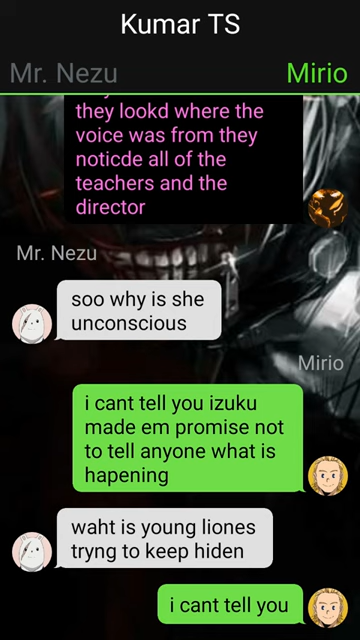 Kumar TS
Mr. Nezu
Mirio
they lookd where the
voice was from they
noticde all of the
teachers and the
director
Mr. Nezu
soo why is she
unconscious
Mirio
i cant tell you izuku
made em promise not
to tell anyone what is
hapening
waht is young liones
tryng to keep hiden
i cant tell you